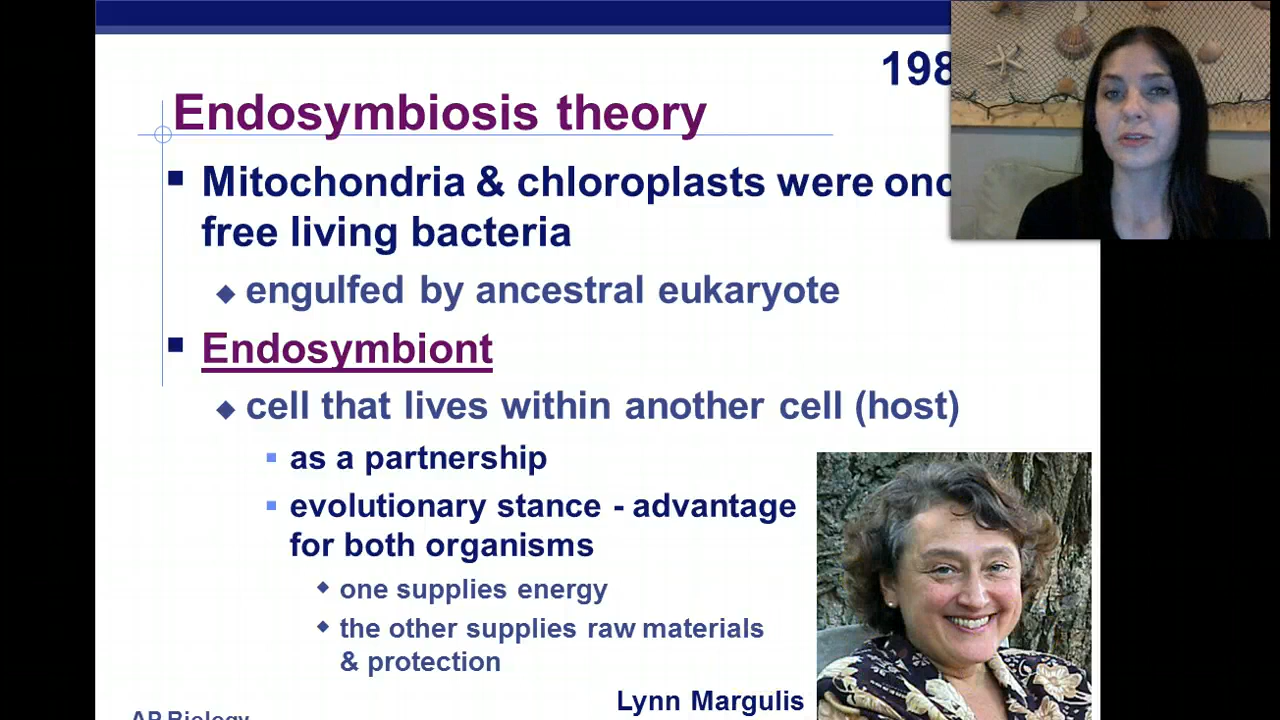 198
Endosymbiosis theory
Mitochondria & chloroplasts were onc
free living bacteria
engulfed by ancestral eukaryote
Endosymbiont
cell that lives within another cell (host)
as a partnership
evolutionary stance - advantage
for both organisms
one supplies energy
the other supplies raw materials
& protection
Lynn Margulis
AP Biology